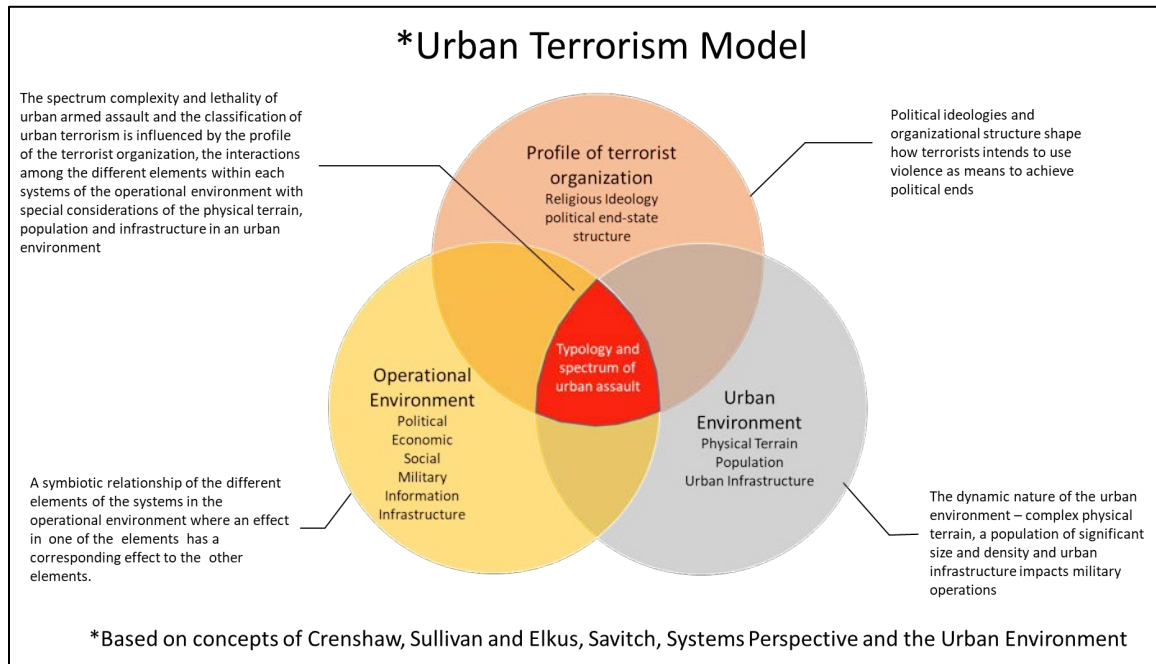 *Urban Terrorism Model
The spectrum complexity and lethality of
urban armed assault and the classification of
urban terrorism is influenced by the profile
of the terrorist organization, the interactions
among the different elements within each
systems of the operational environment with
special considerations of the physical terrain,
population and infrastructure in an urban
environment
Profile of terrorist
organization
Religious Ideology
political end-state
structure
Political ideologies and
organizational structure shape
how terrorists intends to use
violence as means to achieve
political ends
Typology and
spectrum of
urban assault
Operational
Environment
Political
Economic
Social
Military
Information
Infrastructure
Urban
Environment
Physical Terrain
Population
Urban Infrastructure
A symbiotic relationship of the different
elements of the systems in the
operational environment where an effect
in one of the elements has a
corresponding effect to the other
elements.
The dynamic nature of the urban
environment – complex physical
terrain, a population of significant
size and density and urban
infrastructure impacts military
operations
*Based on concepts of Crenshaw, Sullivan and Elkus, Savitch, Systems Perspective and the Urban Environment